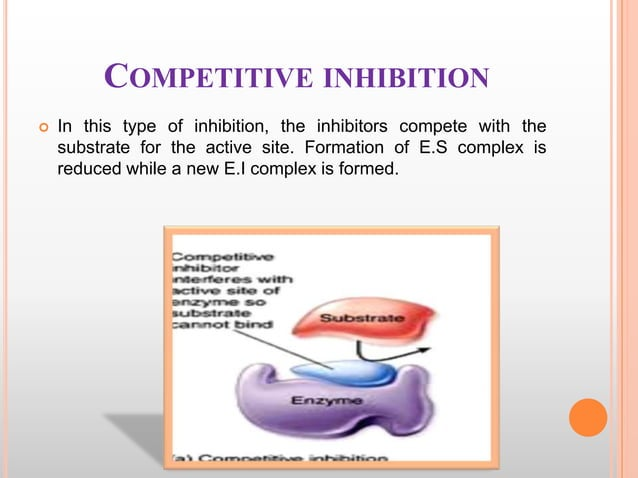 COMPETITIVE INHIBITION
In this type of inhibition, the inhibitors compete with the
substrate for the active site. Formation of E.S complex is
reduced while a new E.I complex is formed.
Competitive
inhibitor
interferes with
active site of
enzyme so
substrate
cannot bind
Substrate
Enzyme
(a) Competitive inhibition